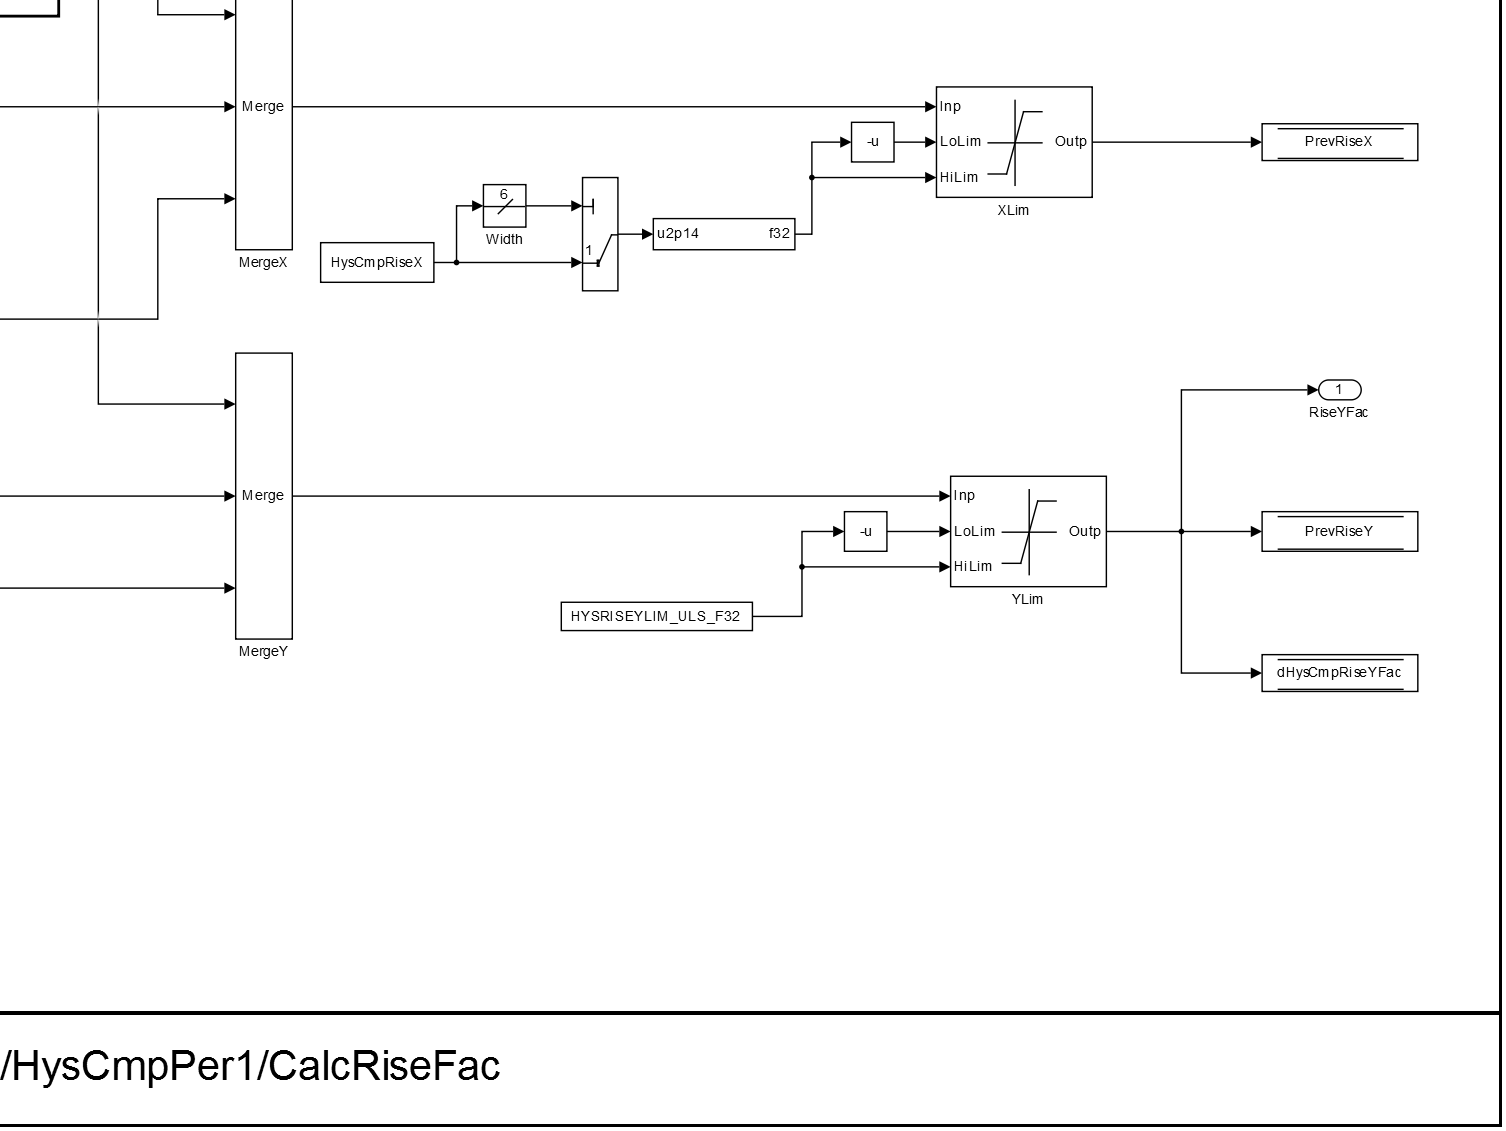 Merge
MergeX
HysCmpRiseX
6
Width
1
u2p14 f32
-u
Inp
LoLim Outp
HiLim
XLim
PrevRiseX
Merge
MergeY
HYSRISEYLIM_ULS_F32
-u
Inp
LoLim Outp
HiLim
YLim
1
RiseYFac
PrevRiseY
dHysCmpRiseYFac
/HysCmpPer1/CalcRiseFac